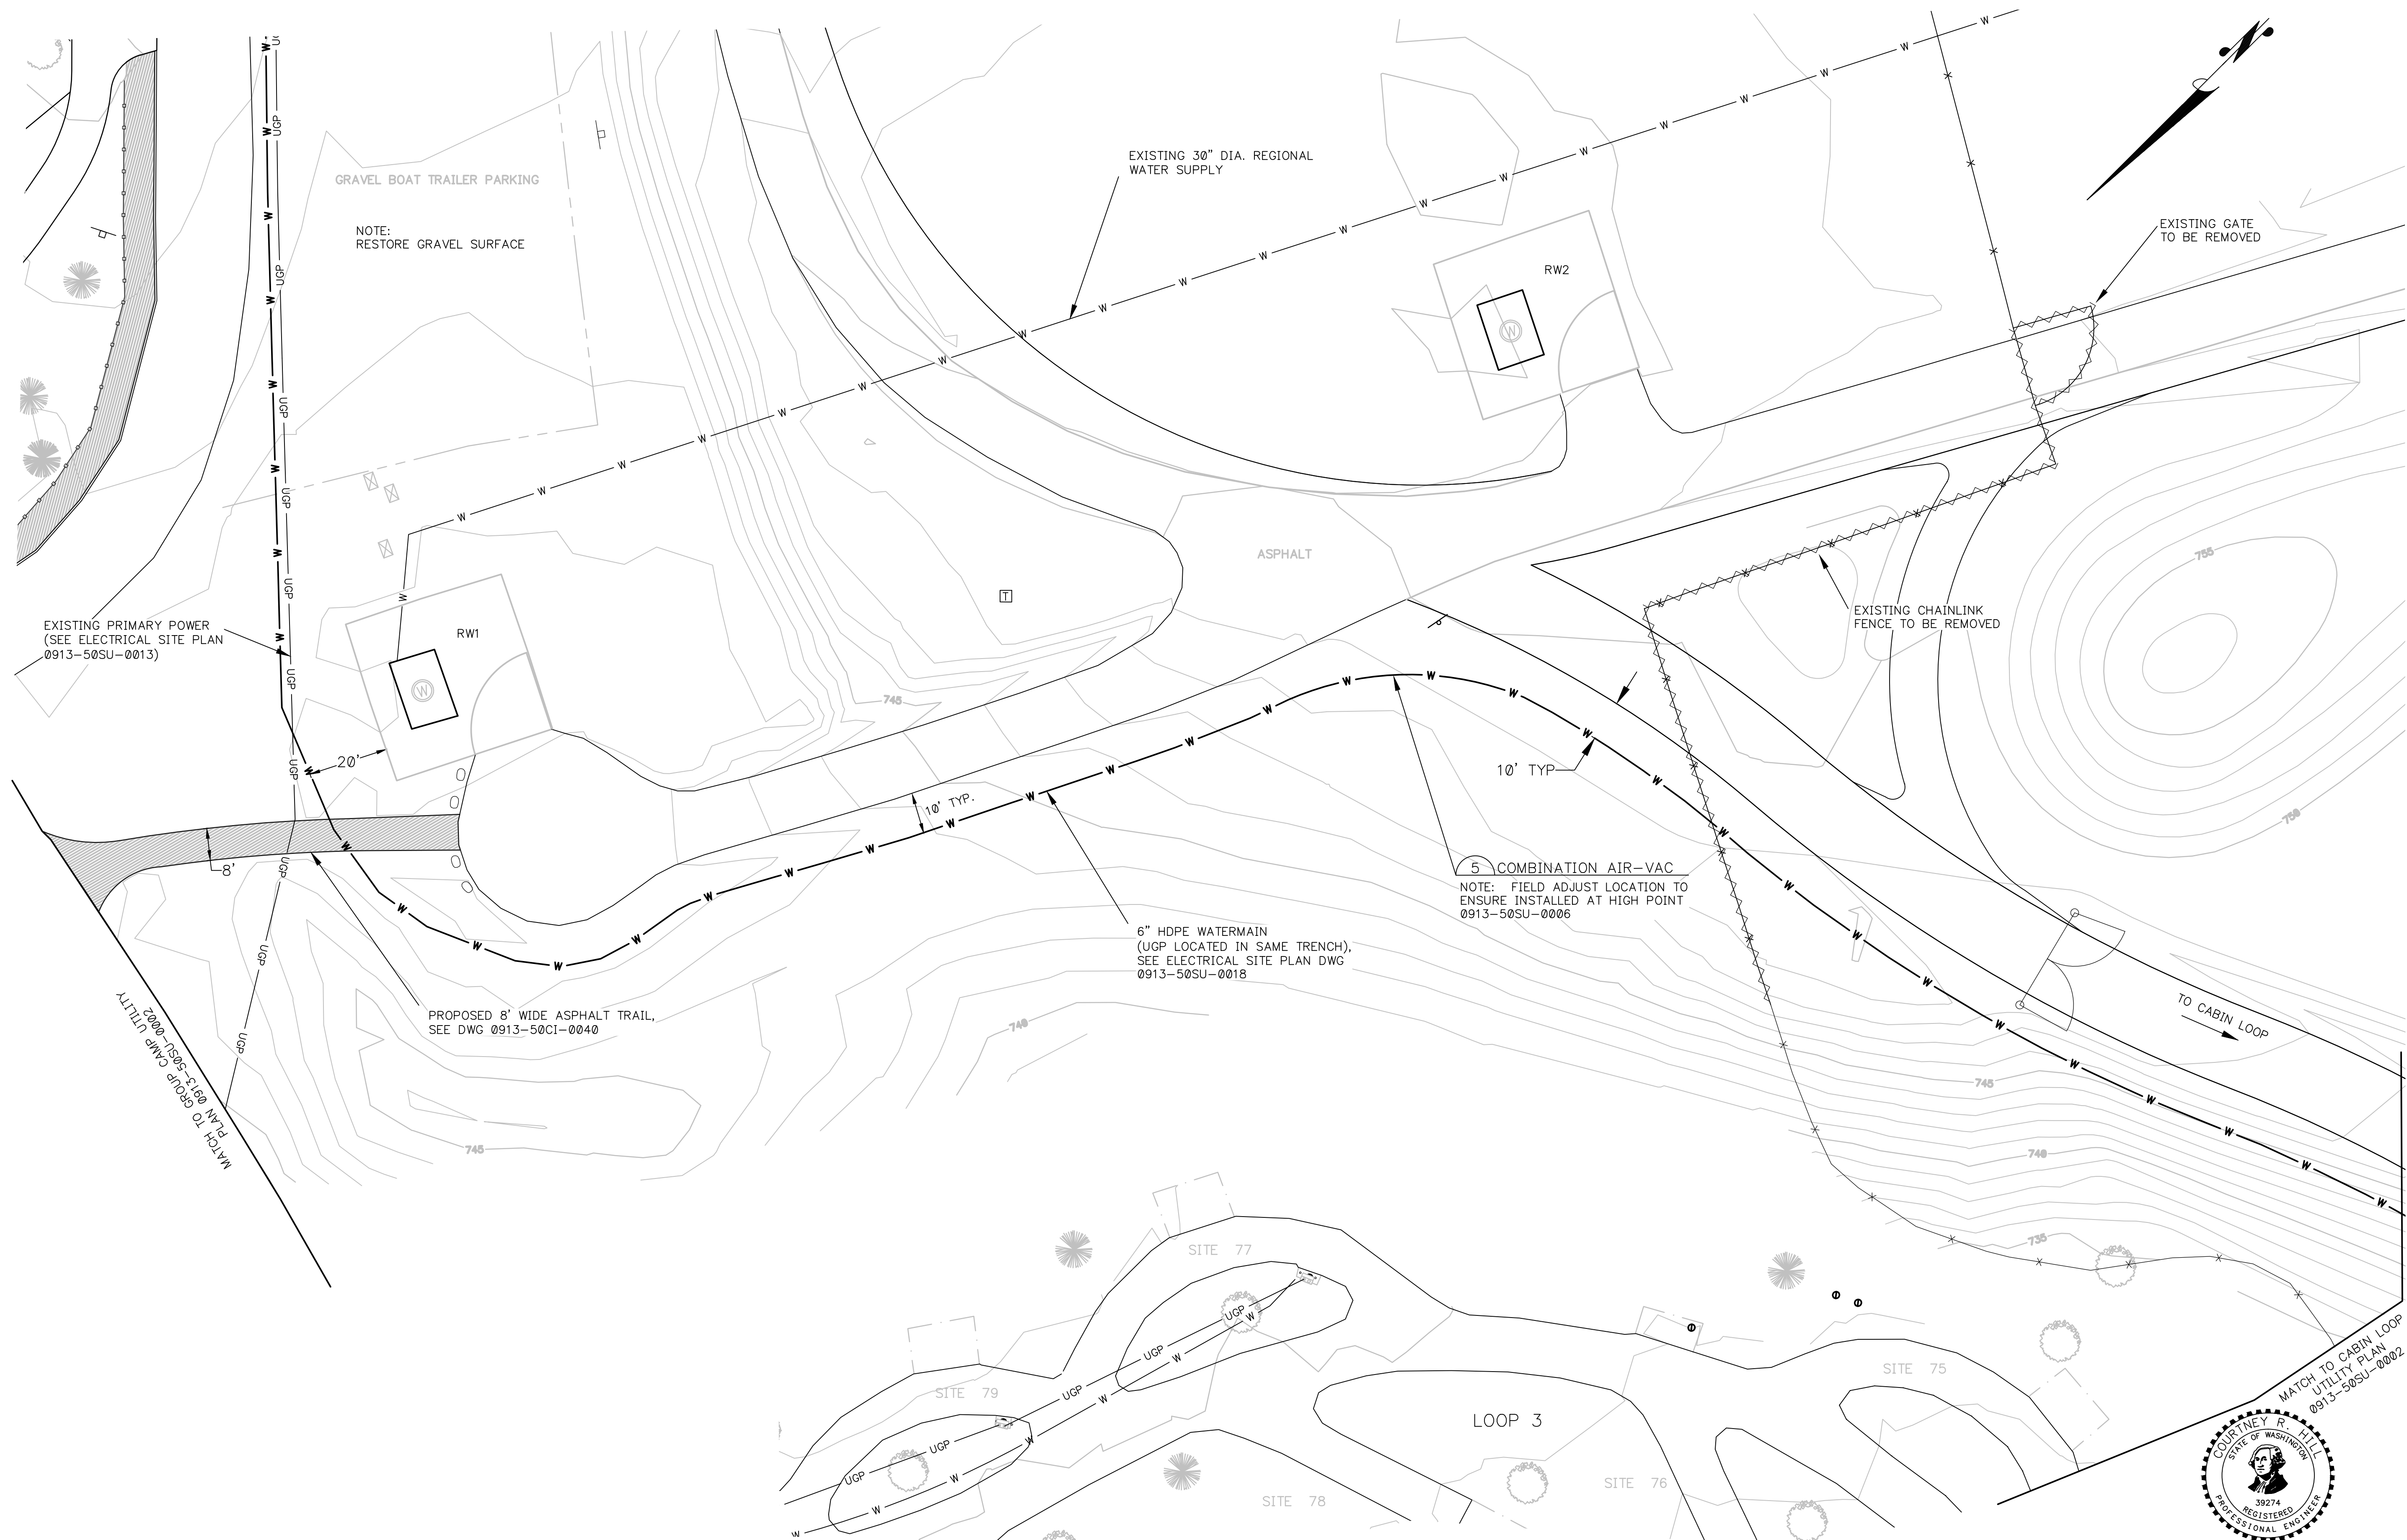 EXISTING 30" DIA. REGIONAL
WATER SUPPLY
GRAVEL BOAT TRAILER PARKING
NOTE:
RESTORE GRAVEL SURFACE
EXISTING GATE
TO BE REMOVED
RW2
ASPHALT
755
T
EXISTING PRIMARY POWER
(SEE ELECTRICAL SITE PLAN
0913-50SU-0013)
RW1
EXISTING CHAINLINK
FENCE TO BE REMOVED
745
20'
10' TYP
10' TYP.
750
8'
5 COMBINATION AIR-VAC
NOTE: FIELD ADJUST LOCATION TO
ENSURE INSTALLED AT HIGH POINT
0913-50SU-0006
6" HDPE WATERMAIN
(UGP LOCATED IN SAME TRENCH),
SEE ELECTRICAL SITE PLAN DWG
0913-50SU-0018
PROPOSED 8' WIDE ASPHALT TRAIL,
SEE DWG 0913-50CI-0040
740
TO CABIN LOOP
MATCH TO GROUP CAMP UTILITY
PLAN 0913-50SU-0002
745
745
740
735
SITE 77
SITE 79
SITE 75
LOOP 3
SITE 76
SITE 78
UGP
W
N
MATCH TO CABIN LOOP
UTILITY PLAN
0913-50SU-0002
COURTNEY R. HILL
STATE OF WASHINGTON
39274
REGISTERED
PROFESSIONAL ENGINEER